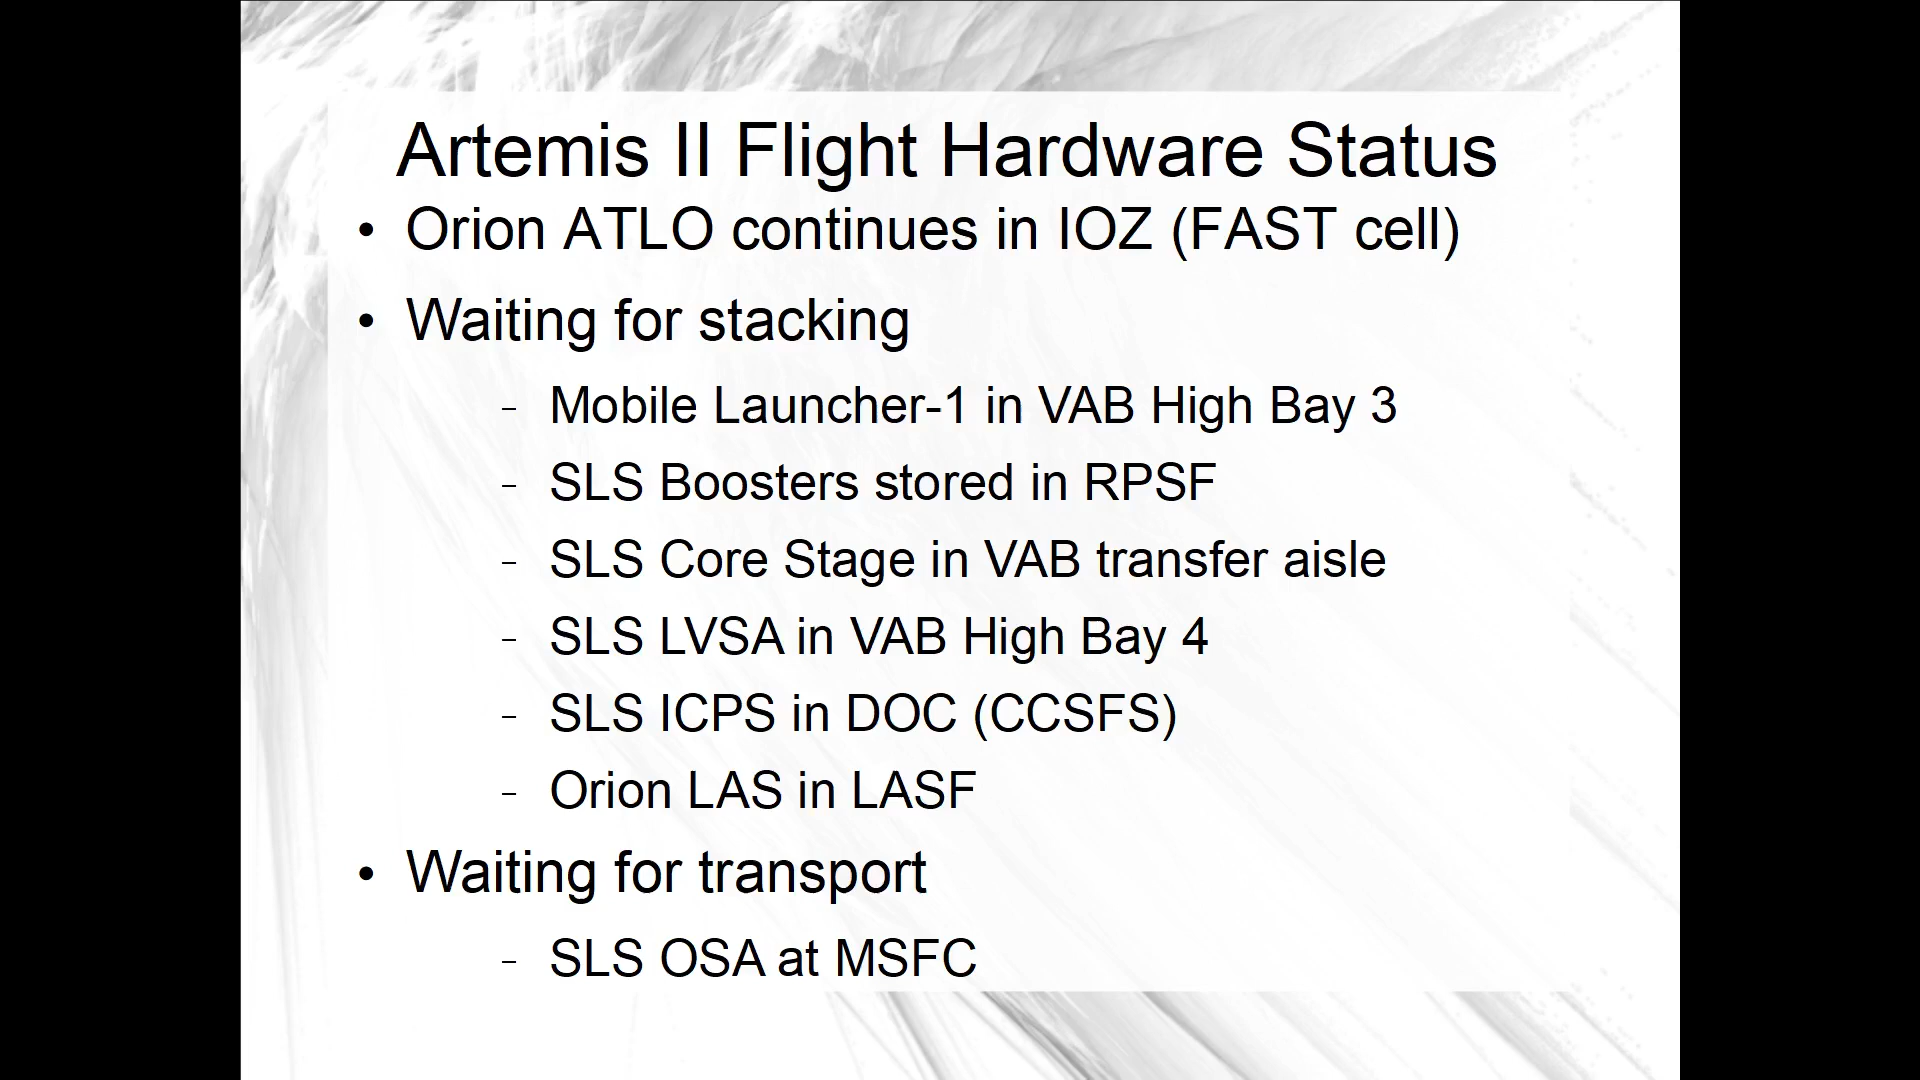 Artemis II Flight Hardware Status
• Orion ATLO continues in IOZ (FAST cell)
• Waiting for stacking
– Mobile Launcher-1 in VAB High Bay 3
– SLS Boosters stored in RPSF
– SLS Core Stage in VAB transfer aisle
– SLS LVSA in VAB High Bay 4
– SLS ICPS in DOC (CCSFS)
– Orion LAS in LASF
• Waiting for transport
– SLS OSA at MSFC